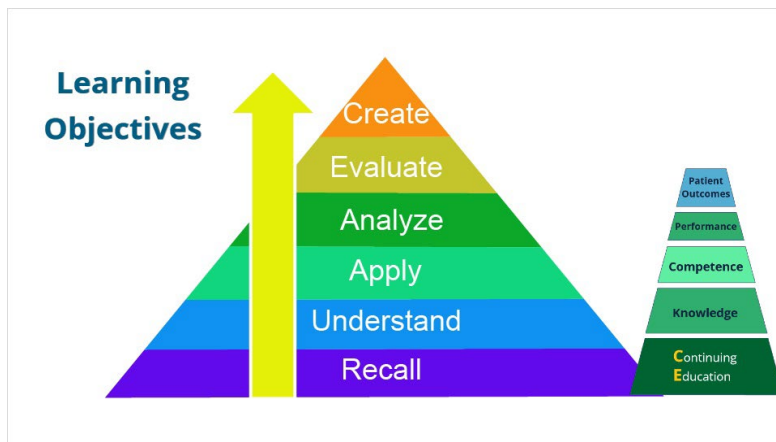 Learning
Objectives
Create
Evaluate
Analyze
Apply
Understand
Recall
Patient
Outcomes
Performance
Competence
Knowledge
Continuing
Education